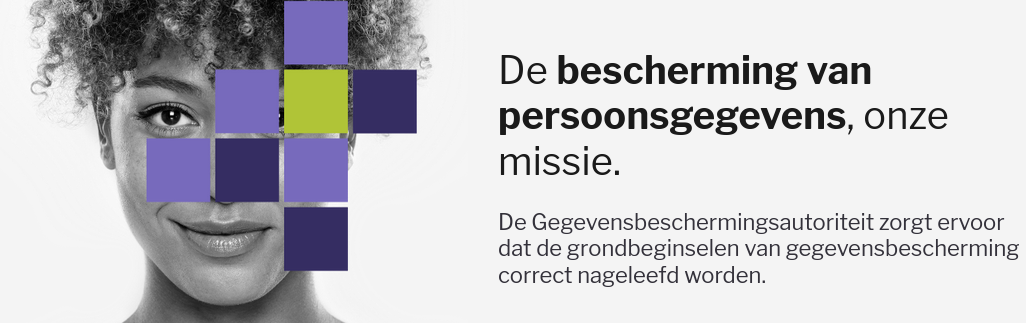 De bescherming van
persoonsgegevens, onze
missie.
De Gegevensbeschermingsautoriteit zorgt ervoor
dat de grondbeginselen van gegevensbescherming
correct nageleefd worden.